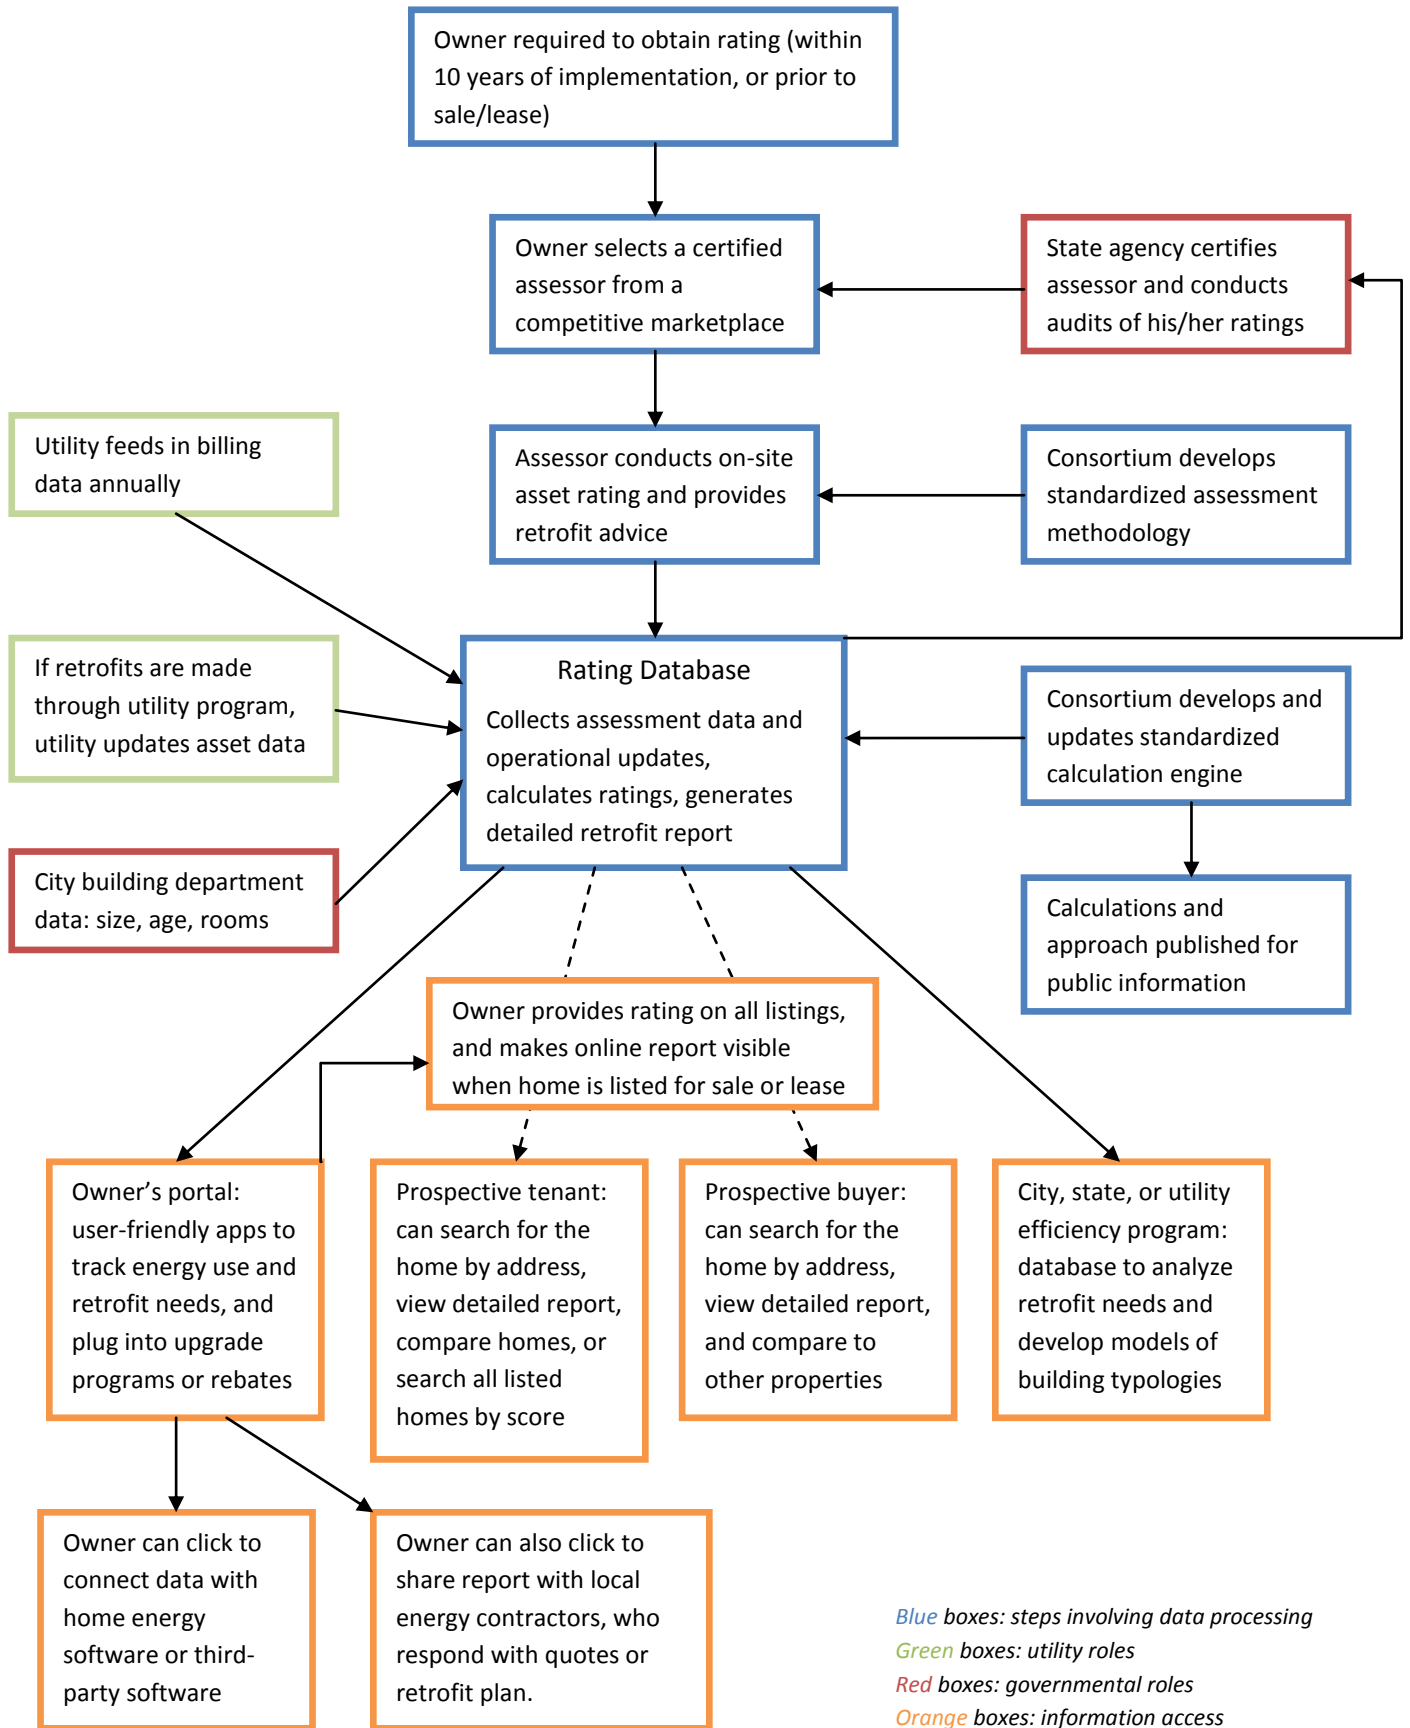 Owner required to obtain rating (within
10 years of implementation, or prior to
sale/lease)
Owner selects a certified
assessor from a
competitive marketplace
State agency certifies
assessor and conducts
audits of his/her ratings
Utility feeds in billing
data annually
Assessor conducts on-site
asset rating and provides
retrofit advice
Consortium develops
standardized assessment
methodology
If retrofits are made
through utility program,
utility updates asset data
Rating Database
Collects assessment data and
operational updates,
calculates ratings, generates
detailed retrofit report
Consortium develops and
updates standardized
calculation engine
City building department
data: size, age, rooms
Calculations and
approach published for
public information
Owner provides rating on all listings,
and makes online report visible
when home is listed for sale or lease
Owner’s portal:
user-friendly apps to
track energy use and
retrofit needs, and
plug into upgrade
programs or rebates
Prospective tenant:
can search for the
home by address,
view detailed report,
compare homes, or
search all listed
homes by score
Prospective buyer:
can search for the
home by address,
view detailed report,
and compare to
other properties
City, state, or utility
efficiency program:
database to analyze
retrofit needs and
develop models of
building typologies
Owner can click to
connect data with
home energy
software or third-
party software
Owner can also click to
share report with local
energy contractors, who
respond with quotes or
retrofit plan.
Blue boxes: steps involving data processing
Green boxes: utility roles
Red boxes: governmental roles
Orange boxes: information access